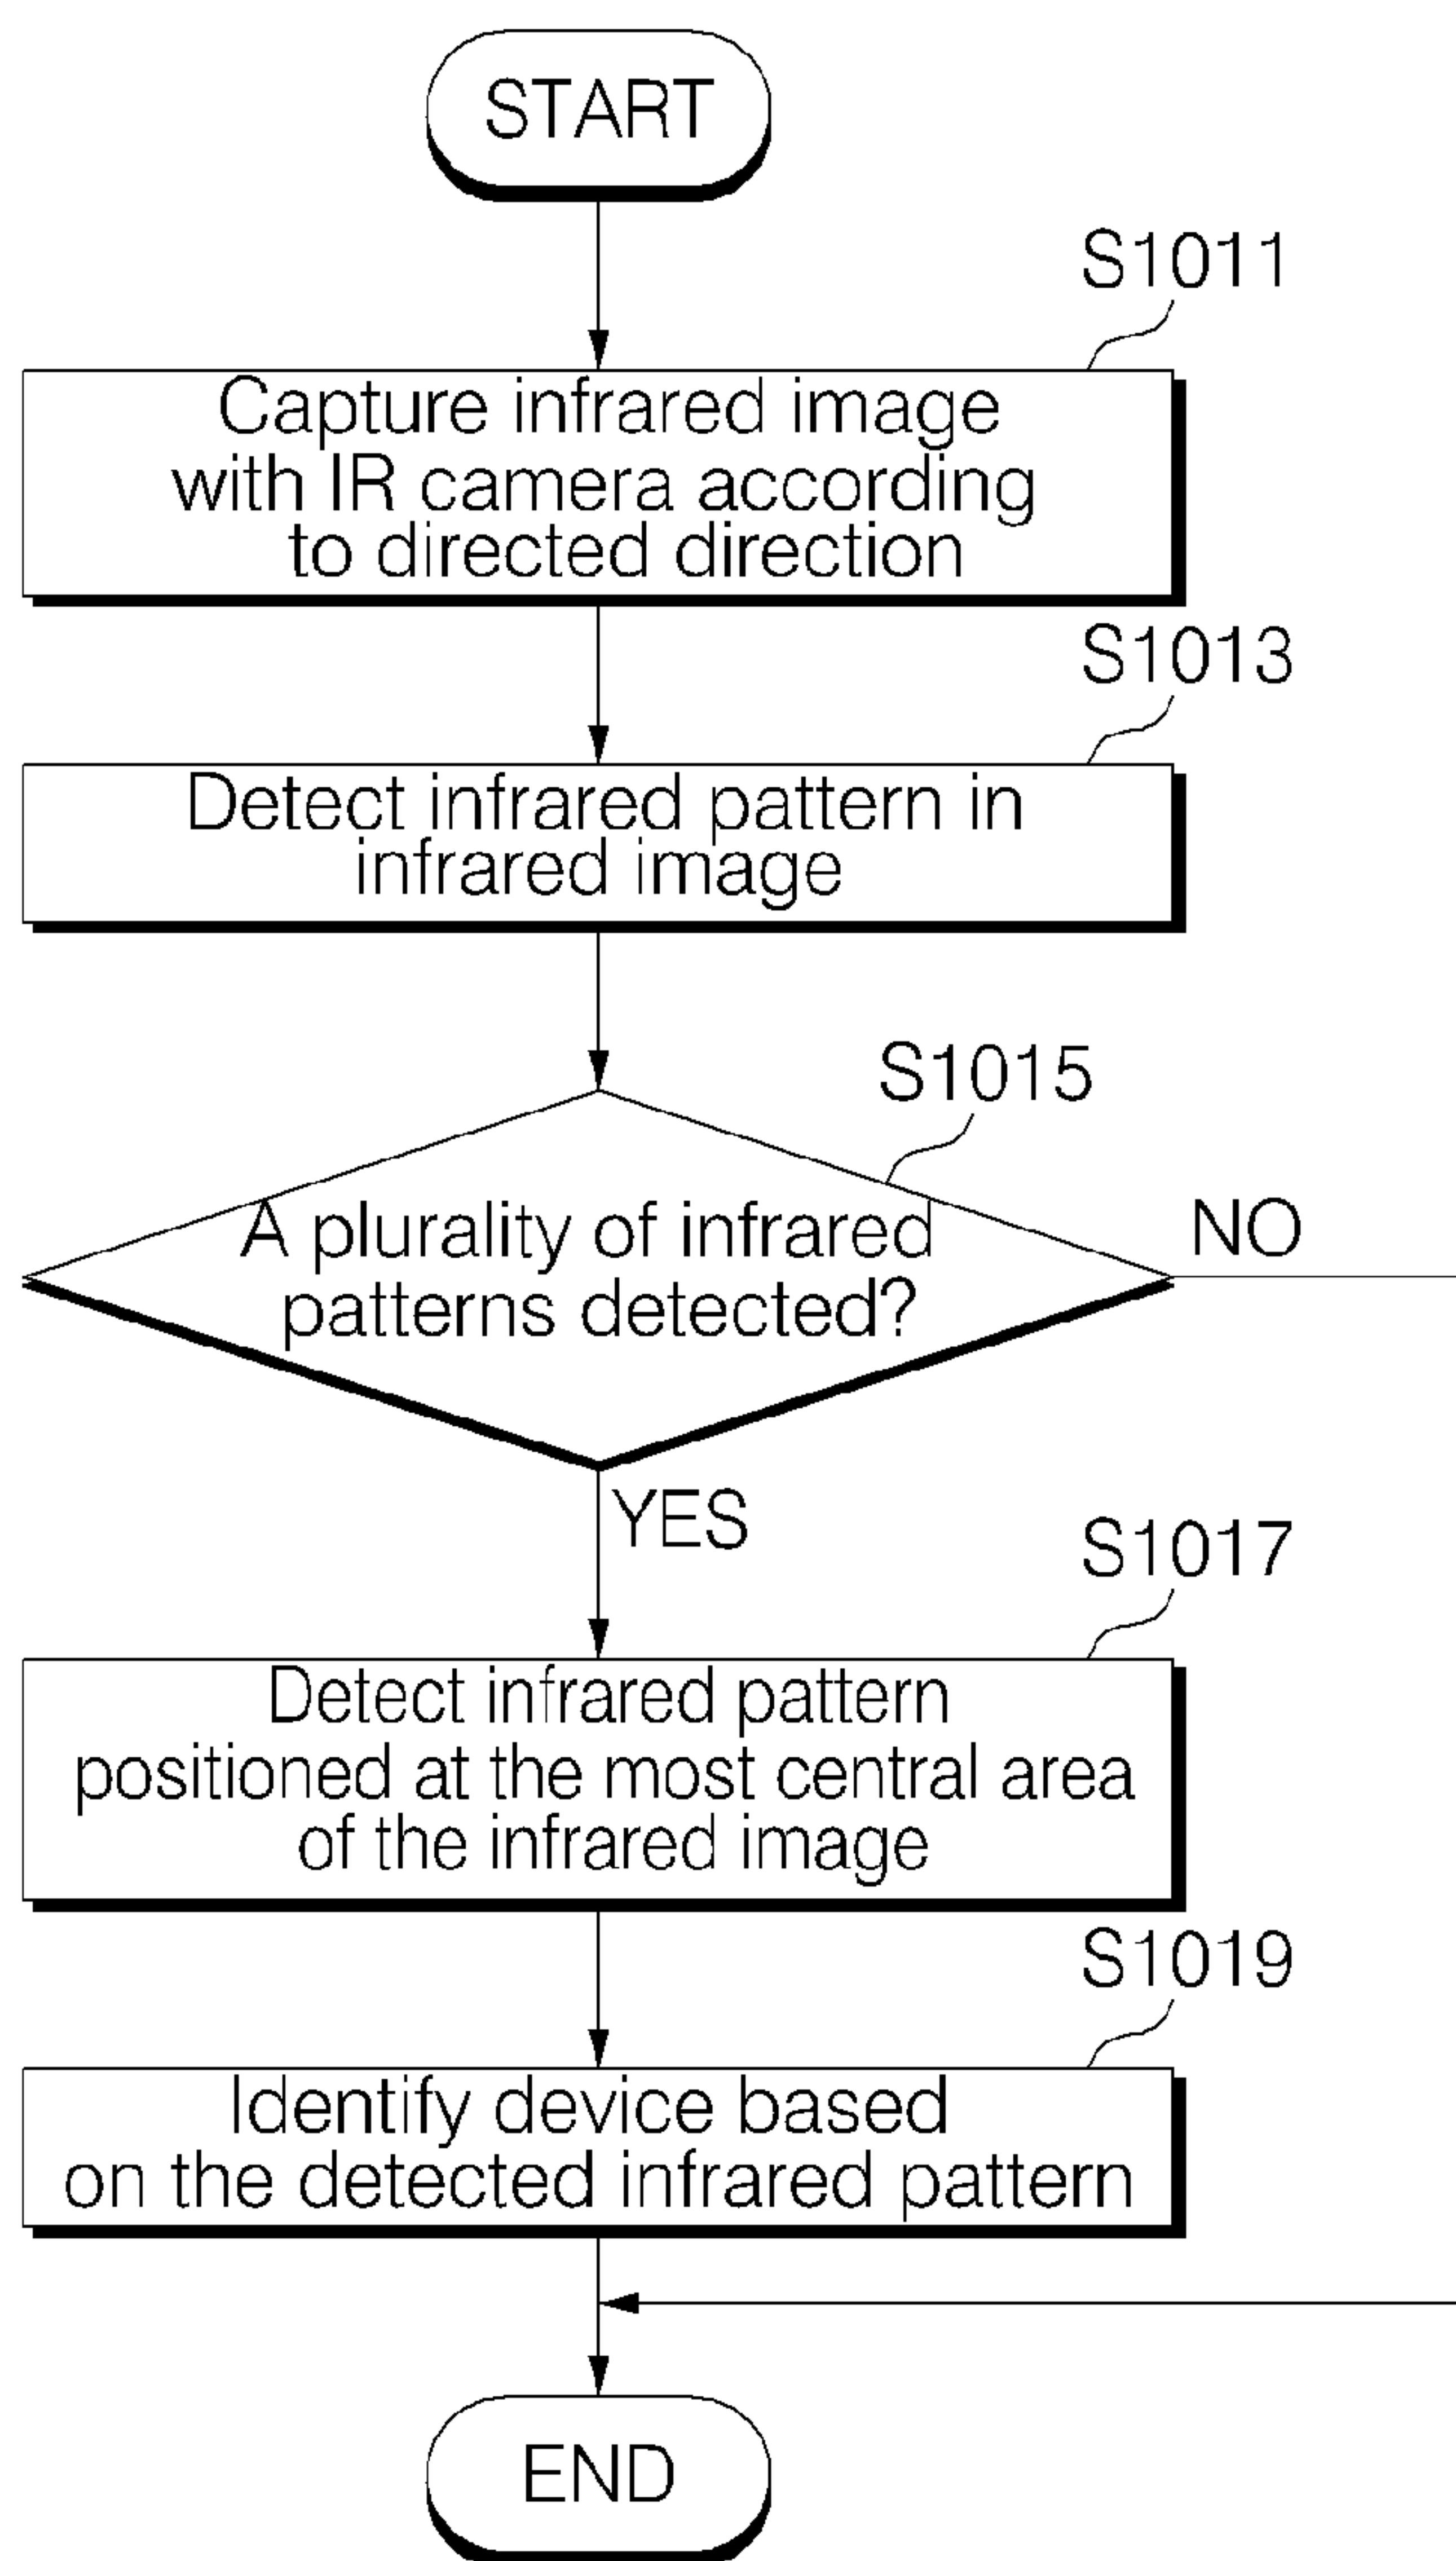 START
S1011
Capture infrared image
with IR camera according
to directed direction
S1013
Detect infrared pattern in
infrared image
S1015
A plurality of infrared
patterns detected?
NO
YES
S1017
Detect infrared pattern
positioned at the most central area
of the infrared image
S1019
Identify device based
on the detected infrared pattern
END